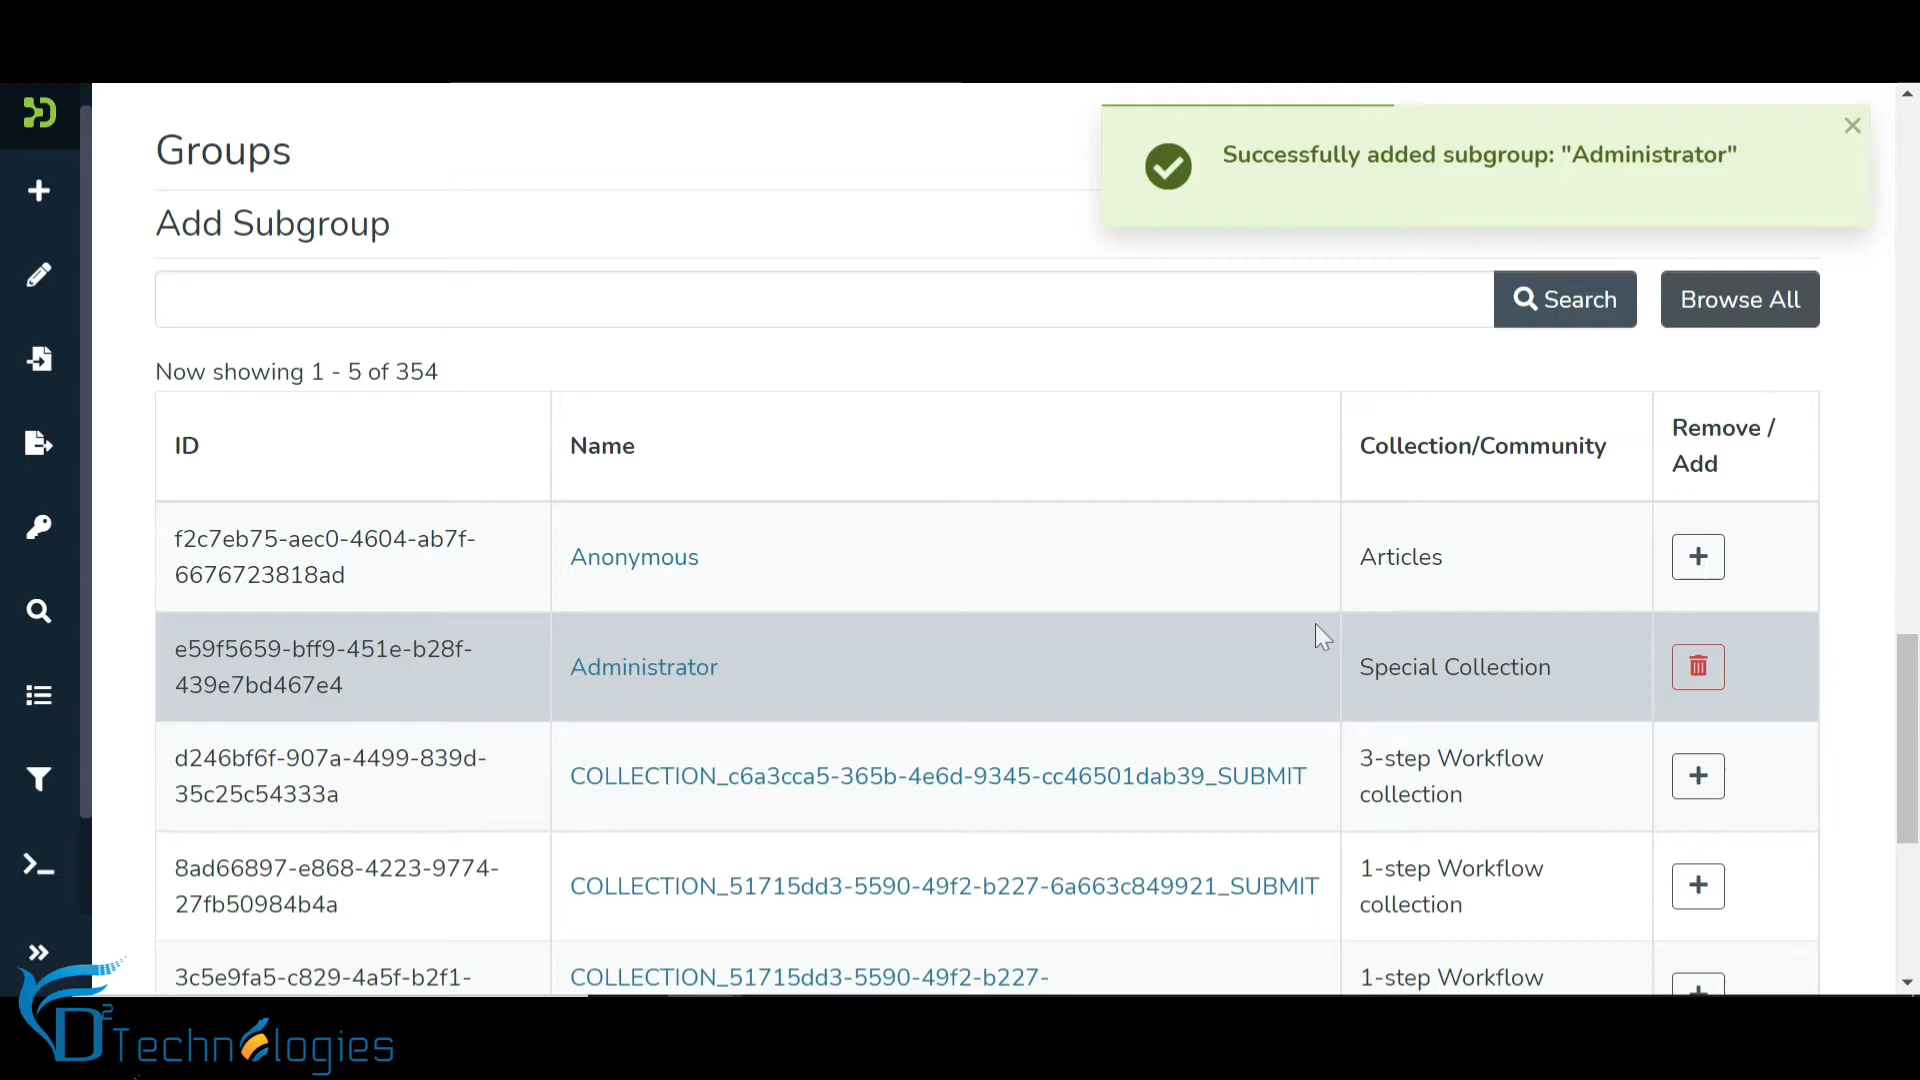 Groups
Successfully added subgroup: "Administrator"
Add Subgroup
Search
Browse All
Now showing 1 - 5 of 354
ID
Name
Collection/Community
Remove /
Add
f2c7eb75-aec0-4604-ab7f-
6676723818ad
Anonymous
Articles
e59f5659-bff9-451e-b28f-
439e7bd467e4
Administrator
Special Collection
d246bf6f-907a-4499-839d-
35c25c54333a
COLLECTION_c6a3cca5-365b-4e6d-9345-cc46501dab39_SUBMIT
3-step Workflow
collection
8ad66897-e868-4223-9774-
27fb50984b4a
COLLECTION_51715dd3-5590-49f2-b227-6a663c849921_SUBMIT
1-step Workflow
collection
3c5e9fa5-c829-4a5f-b2f1-
COLLECTION_51715dd3-5590-49f2-b227-
1-step Workflow
D2 Technologies